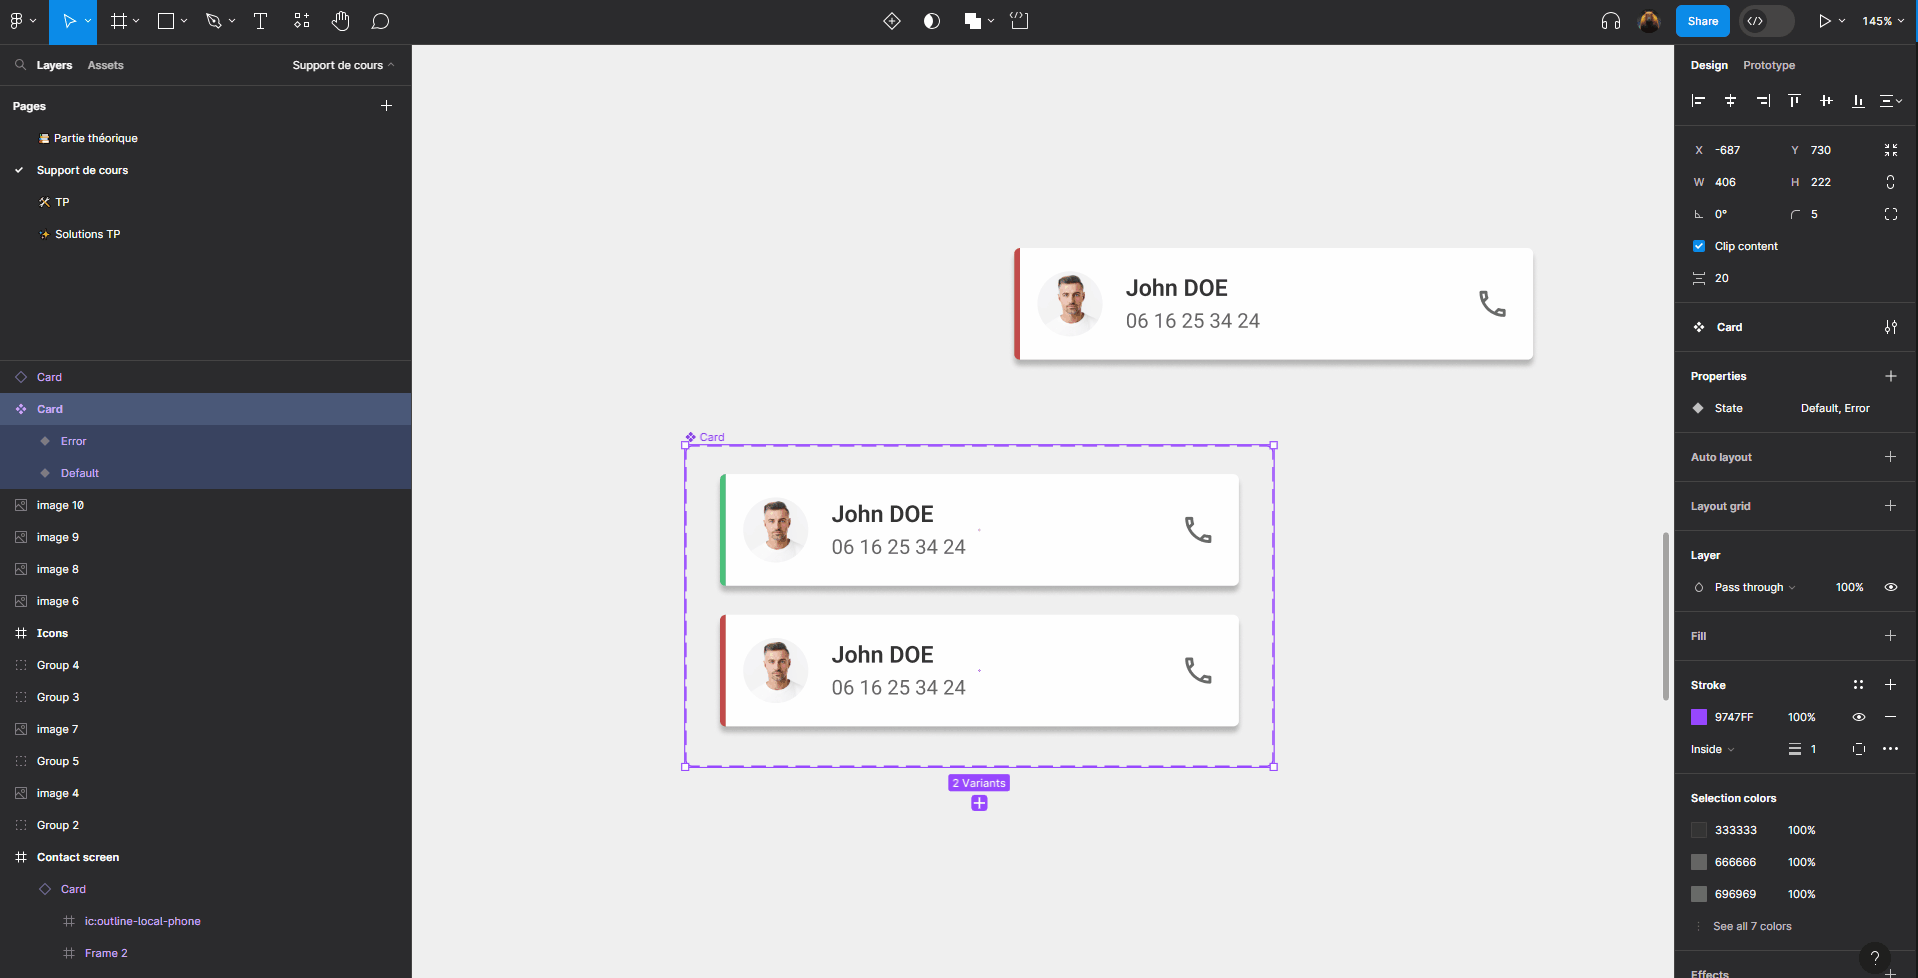 Share
145%
Layers
Assets
Support de cours
Pages
Partie théorique
Support de cours
TP
Solutions TP
Card
Card
Error
Default
image 10
image 9
image 8
image 6
Icons
Group 4
Group 3
image 7
Group 5
image 4
Group 2
Contact screen
Card
ic:outline-local-phone
Frame 2
John DOE
06 16 25 34 24
Card
John DOE
06 16 25 34 24
John DOE
06 16 25 34 24
2 Variants
Design
Prototype
X -687
Y 730
W 406
H 222
0°
5
Clip content
20
Card
Properties
State
Default, Error
Auto layout
Layout grid
Layer
Pass through
100%
Fill
Stroke
9747FF
100%
Inside
1
Selection colors
333333
100%
666666
100%
696969
100%
See all 7 colors
Effects
?